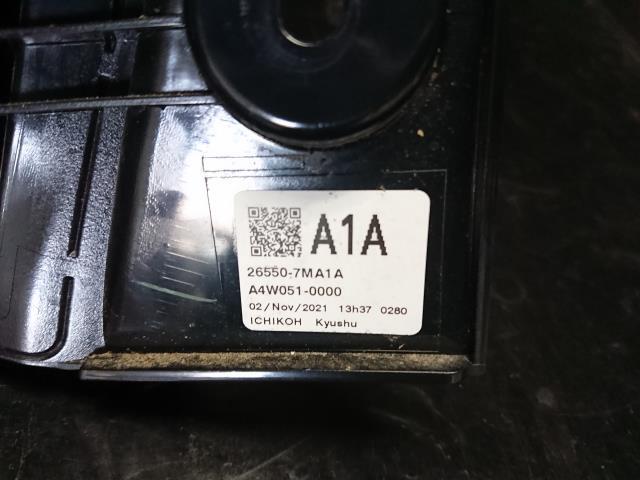 A1A
26550-7MA1A
A4W051-0000
02/Nov/2021 13h37 0280
ICHIKOH Kyushu